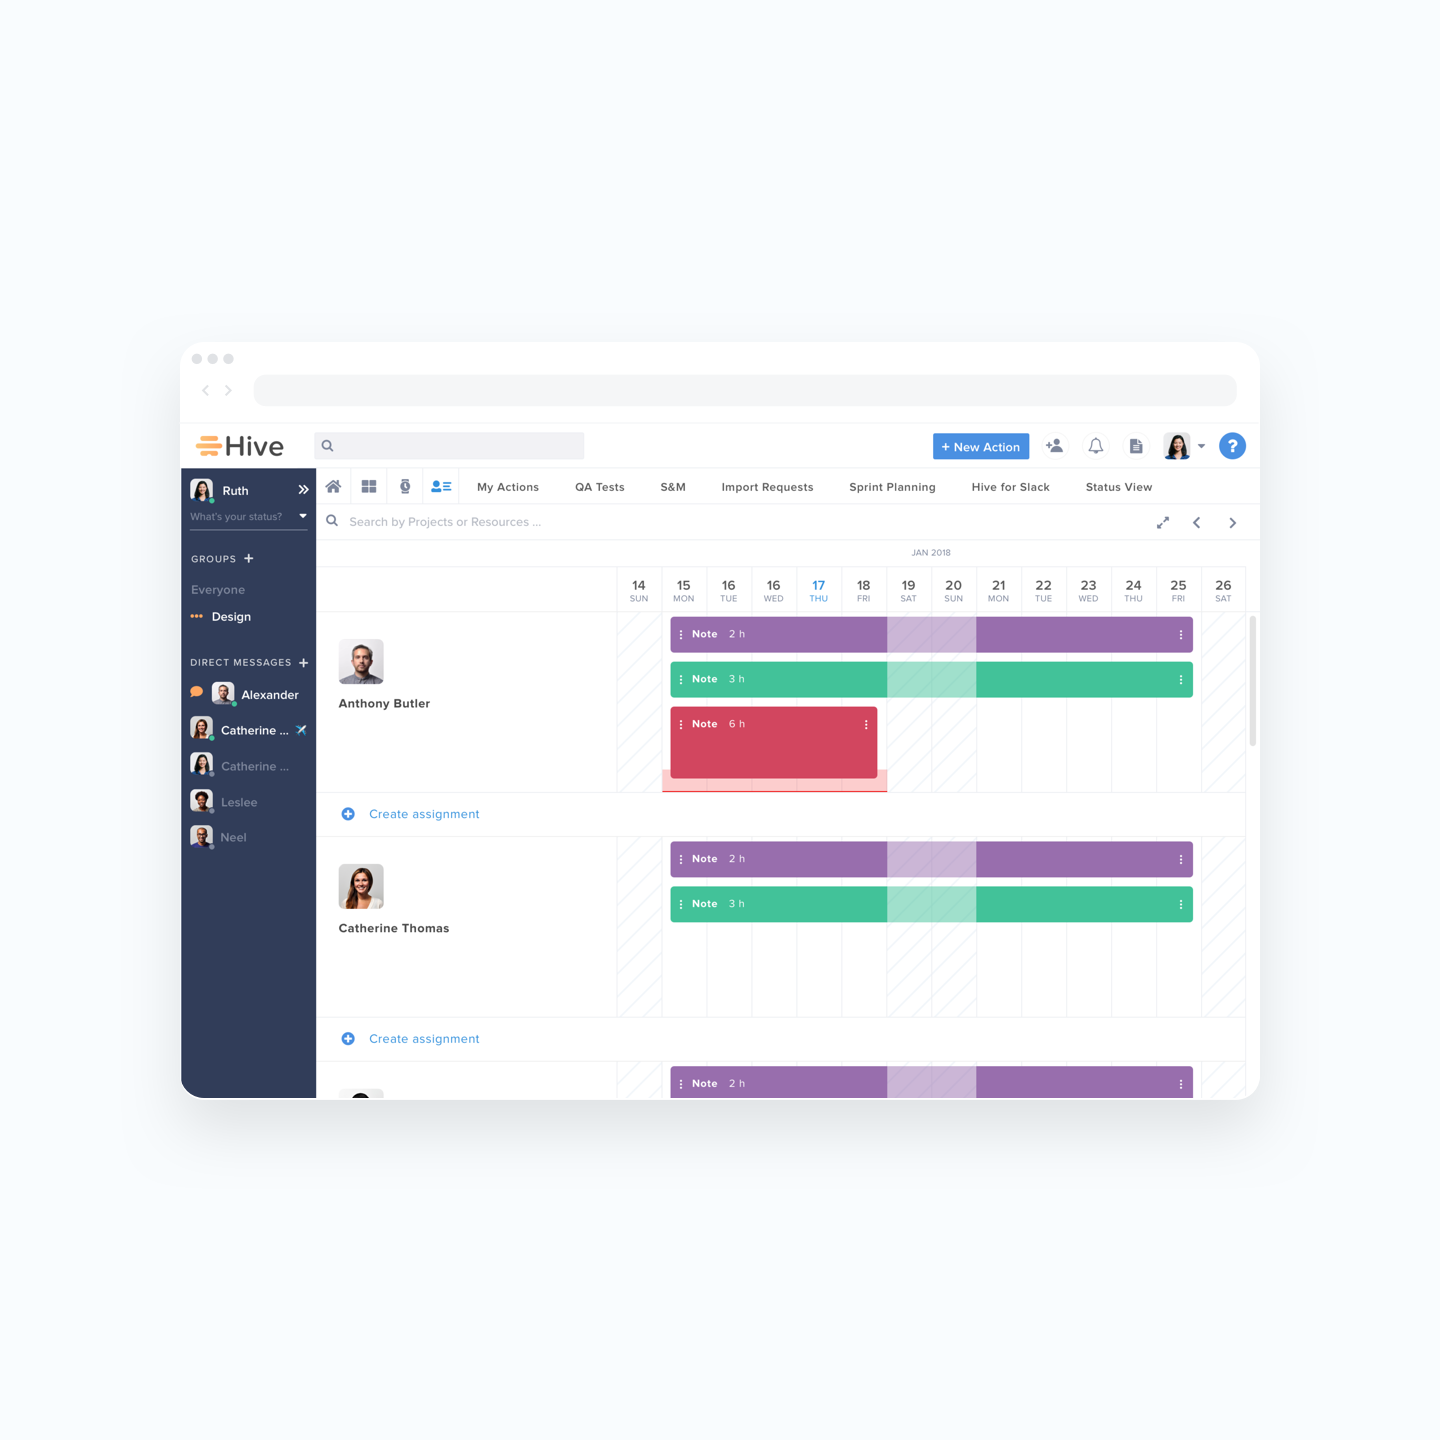 Hive
+ New Action
?
Ruth
What's your status?
GROUPS +
Everyone
Design
DIRECT MESSAGES +
Alexander
Catherine ...
Catherine ...
Leslee
Neel
My Actions QA Tests S&M Import Requests Sprint Planning Hive for Slack Status View
Search by Projects or Resources ...
JAN 2018
14 15 16 16 17 18 19 20 21 22 23 24 25 26
SUN MON TUE WED THU FRI SAT SUN MON TUE WED THU FRI SAT
Note 2 h
Note 3 h
Anthony Butler
Note 6 h
Create assignment
Note 2 h
Note 3 h
Catherine Thomas
Create assignment
Note 2 h